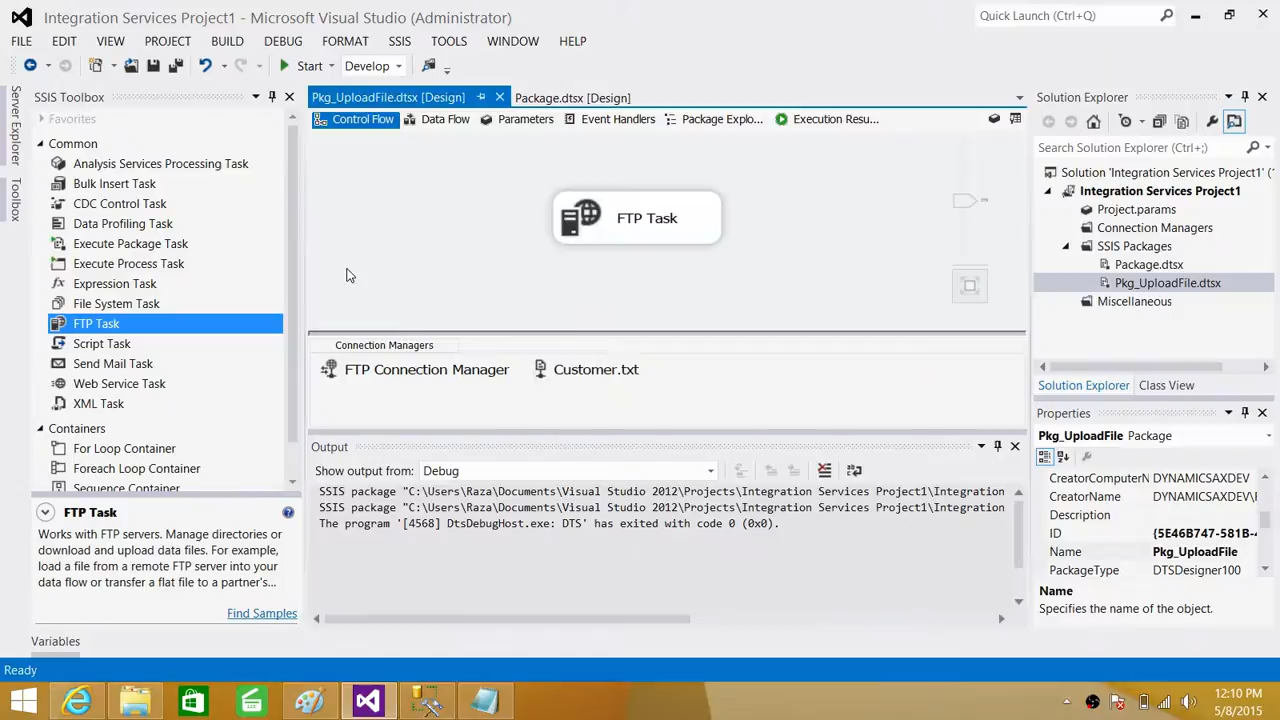 Integration Services Project1 - Microsoft Visual Studio (Administrator)
Quick Launch (Ctrl+Q)
FILE EDIT VIEW PROJECT BUILD DEBUG FORMAT SSIS TOOLS WINDOW HELP
Start Develop
Server Explorer
Toolbox
SSIS Toolbox
Favorites
Common
Analysis Services Processing Task
Bulk Insert Task
CDC Control Task
Data Profiling Task
Execute Package Task
Execute Process Task
Expression Task
File System Task
FTP Task
Script Task
Send Mail Task
Web Service Task
XML Task
Containers
For Loop Container
Foreach Loop Container
Sequence Container
FTP Task
Works with FTP servers. Manage directories
or download and upload data files. For example,
load a file from a remote FTP server into your
data flow or transfer a flat file to a partner's...
Find Samples
Variables
Pkg_UploadFile.dtsx [Design] Package.dtsx [Design]
Control Flow Data Flow Parameters Event Handlers Package Explo... Execution Resu...
FTP Task
Connection Managers
FTP Connection Manager Customer.txt
Output
Show output from: Debug
SSIS package "C:\Users\Raza\Documents\Visual Studio 2012\Projects\Integration Services Project1\Integration
SSIS package "C:\Users\Raza\Documents\Visual Studio 2012\Projects\Integration Services Project1\Integration
The program '[4568] DtsDebugHost.exe: DTS' has exited with code 0 (0x0).
Solution Explorer
Search Solution Explorer (Ctrl+;)
Solution 'Integration Services Project1' (
Integration Services Project1
Project.params
Connection Managers
SSIS Packages
Package.dtsx
Pkg_UploadFile.dtsx
Miscellaneous
Solution Explorer Class View
Properties
Pkg_UploadFile Package
CreatorComputerN DYNAMICSAXDEV
CreatorName DYNAMICSAXDEV\
Description
ID {5E46B747-581B-
Name Pkg_UploadFile
PackageType DTSDesigner100
Name
Specifies the name of the object.
Ready
12:10 PM
5/8/2015